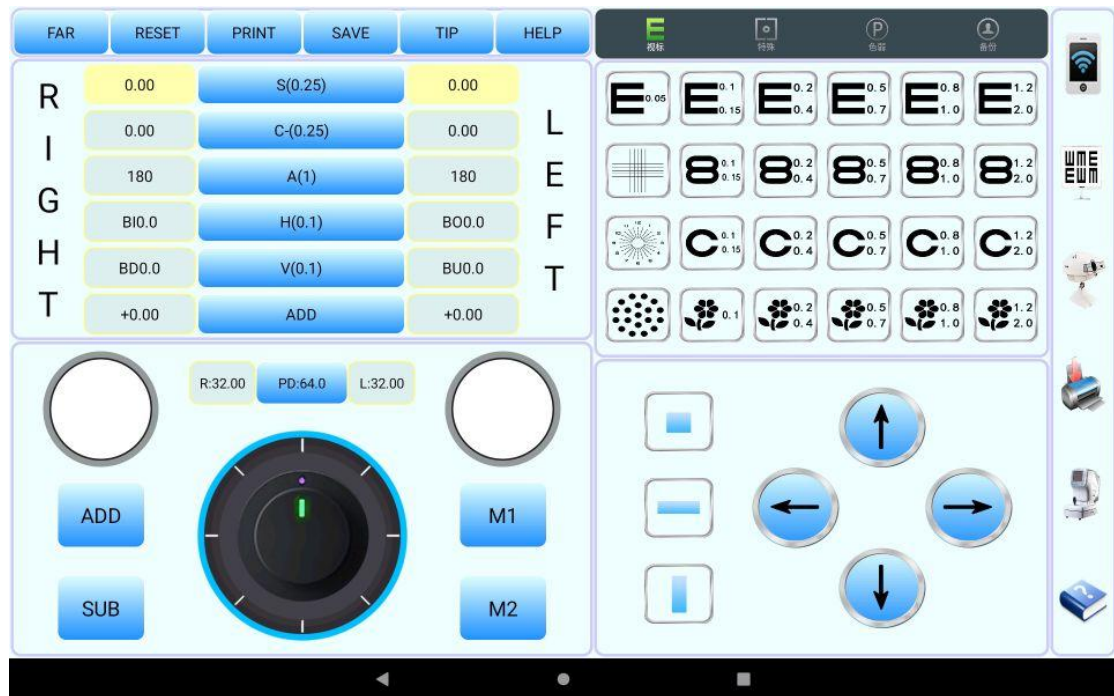 FAR RESET PRINT SAVE TIP HELP
RIGHT
0.00 S(0.25) 0.00
0.00 C-(0.25) 0.00
180 A(1) 180
BI0.0 H(0.1) BO0.0
BD0.0 V(0.1) BU0.0
+0.00 ADD +0.00
LEFT
R:32.00 PD:64.0 L:32.00
ADD
SUB
M1
M2
视标 特殊 P 色弱 备份
E 0.05 E 0.1 0.15 E 0.2 0.4 E 0.5 0.7 E 0.8 1.0 E 1.2 2.0
8 0.1 0.15 8 0.2 0.4 8 0.5 0.7 8 0.8 1.0 8 1.2 2.0
C 0.1 0.15 C 0.2 0.4 C 0.5 0.7 C 0.8 1.0 C 1.2 2.0
0.1 0.2 0.4 0.5 0.7 0.8 1.0 1.2 2.0